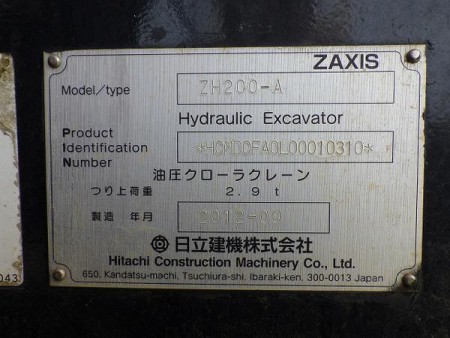 ZAXIS
Model/type ZH200-A
Hydraulic Excavator
Product
Identification *HCMDCFA0L00010310*
Number
油圧クローラクレーン
つり上荷重 2.9 t
製造 年月 2012-09
日立建機株式会社
Hitachi Construction Machinery Co., Ltd.
650, Kandatsu-machi, Tsuchiura-shi, Ibaraki-ken, 300-0013 Japan
043